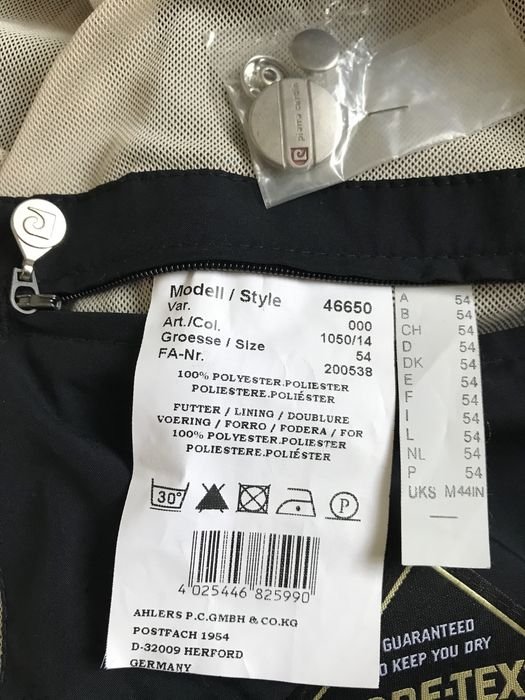 pierre cardin
Modell / Style 46650
Var. 000
Art./Col. 1050/14
Groesse / Size 54
FA-Nr. 200538
100% POLYESTER.POLIESTER
POLIESTERE.POLIÉSTER
FUTTER / LINING / DOUBLURE
VOERING / FORRO / FODERA / FOR
100% POLYESTER.POLIESTER
POLIESTERE.POLIÉSTER
30°
P
4 025446 825990
AHLERS P.C.GMBH & CO.KG
POSTFACH 1954
D-32009 HERFORD
GERMANY
A 54
B 54
CH 54
D 54
DK 54
E 54
F 54
I 54
L 54
NL 54
P 54
UKS M44IN
GUARANTEED
O KEEP YOU DRY
ORE-TEX